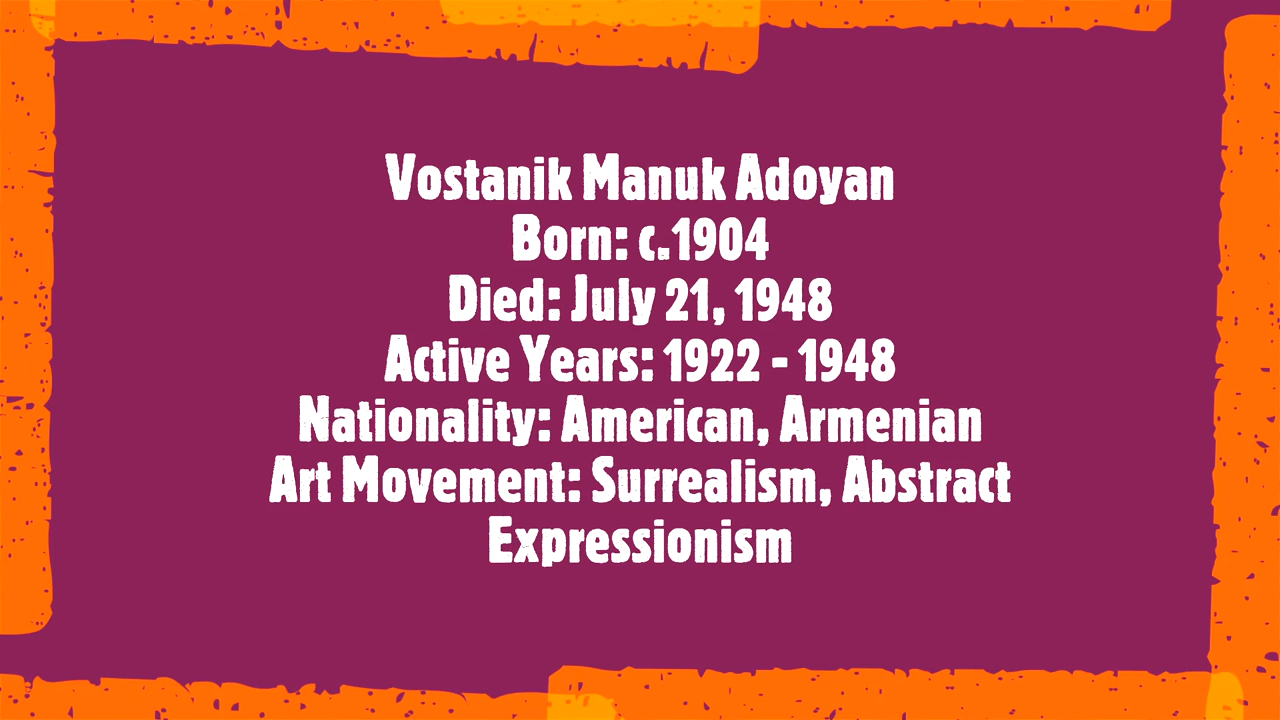 Vostanik Manuk Adoyan
Born: c.1904
Died: July 21, 1948
Active Years: 1922 - 1948
Nationality: American, Armenian
Art Movement: Surrealism, Abstract
Expressionism